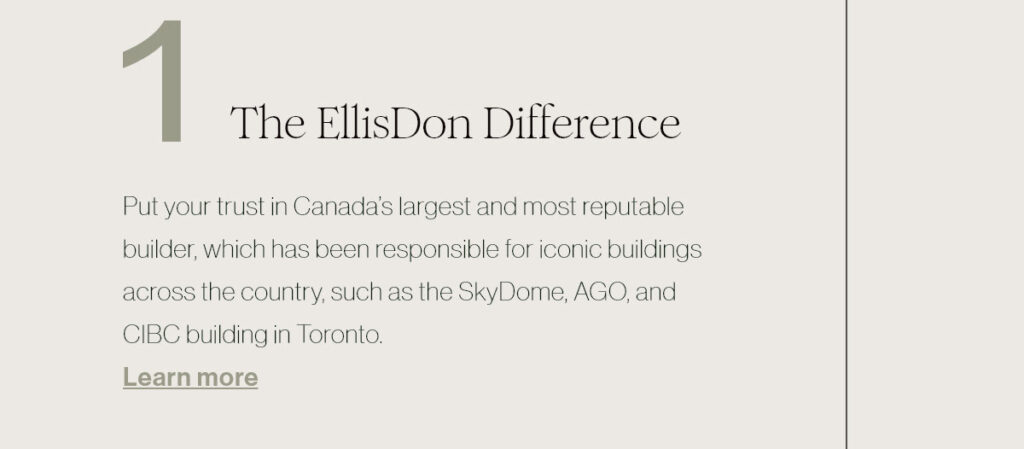 1
The EllisDon Difference
Put your trust in Canada’s largest and most reputable
builder, which has been responsible for iconic buildings
across the country, such as the SkyDome, AGO, and
CIBC building in Toronto.
Learn more